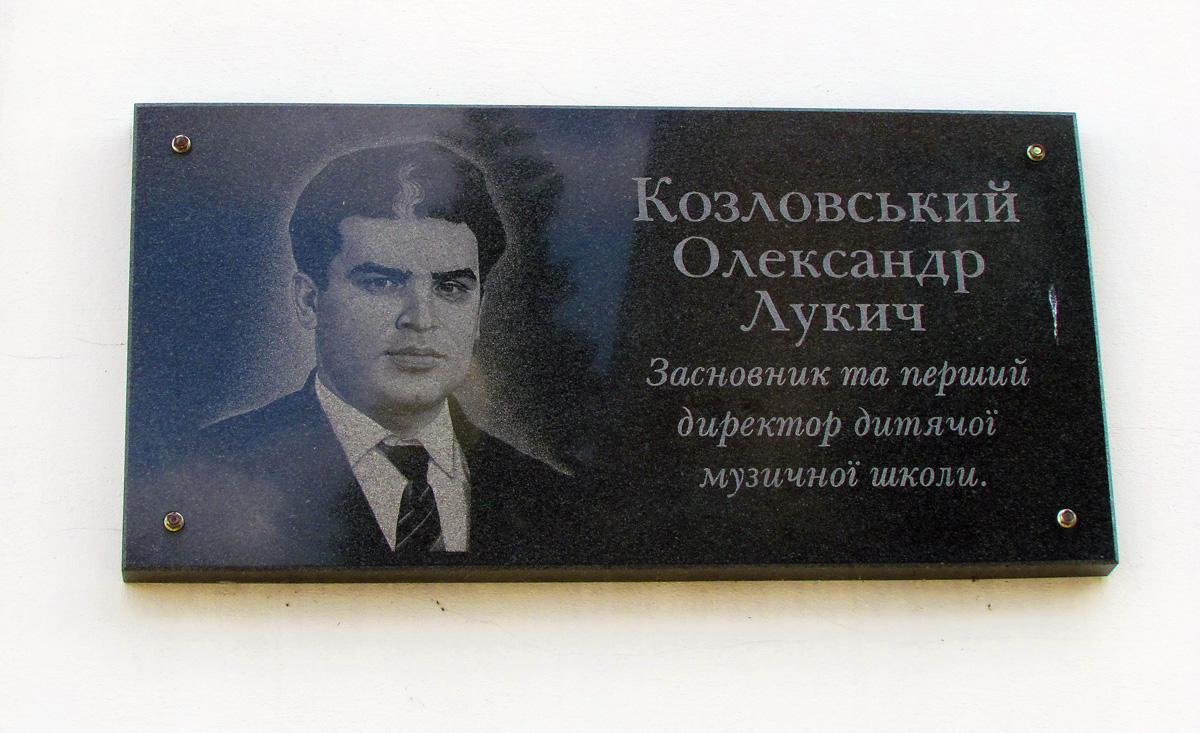 Козловський
Олександр
Лукич
Засновник та перший
директор дитячої
музичної школи.